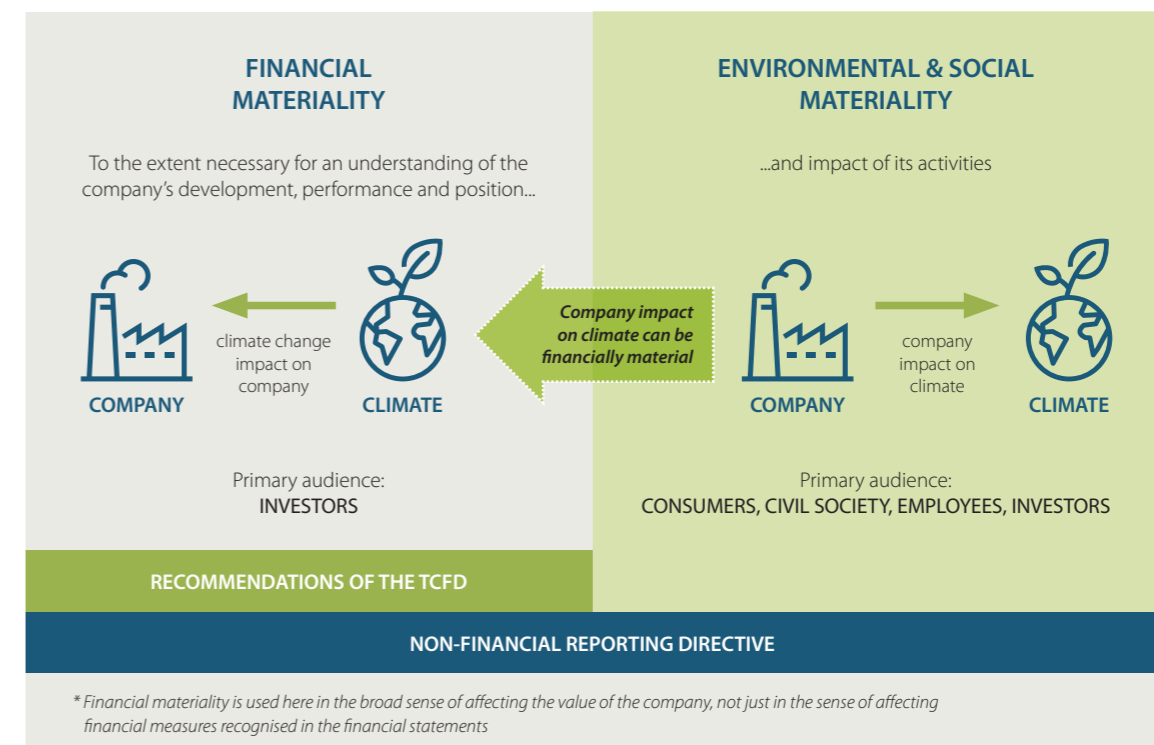 FINANCIAL
MATERIALITY
To the extent necessary for an understanding of the
company’s development, performance and position...
climate change
impact on
company
COMPANY
CLIMATE
Primary audience:
INVESTORS
RECOMMENDATIONS OF THE TCFD
Company impact
on climate can be
financially material
ENVIRONMENTAL & SOCIAL
MATERIALITY
...and impact of its activities
company
impact on
climate
COMPANY
CLIMATE
Primary audience:
CONSUMERS, CIVIL SOCIETY, EMPLOYEES, INVESTORS
NON-FINANCIAL REPORTING DIRECTIVE
* Financial materiality is used here in the broad sense of affecting the value of the company, not just in the sense of affecting
financial measures recognised in the financial statements